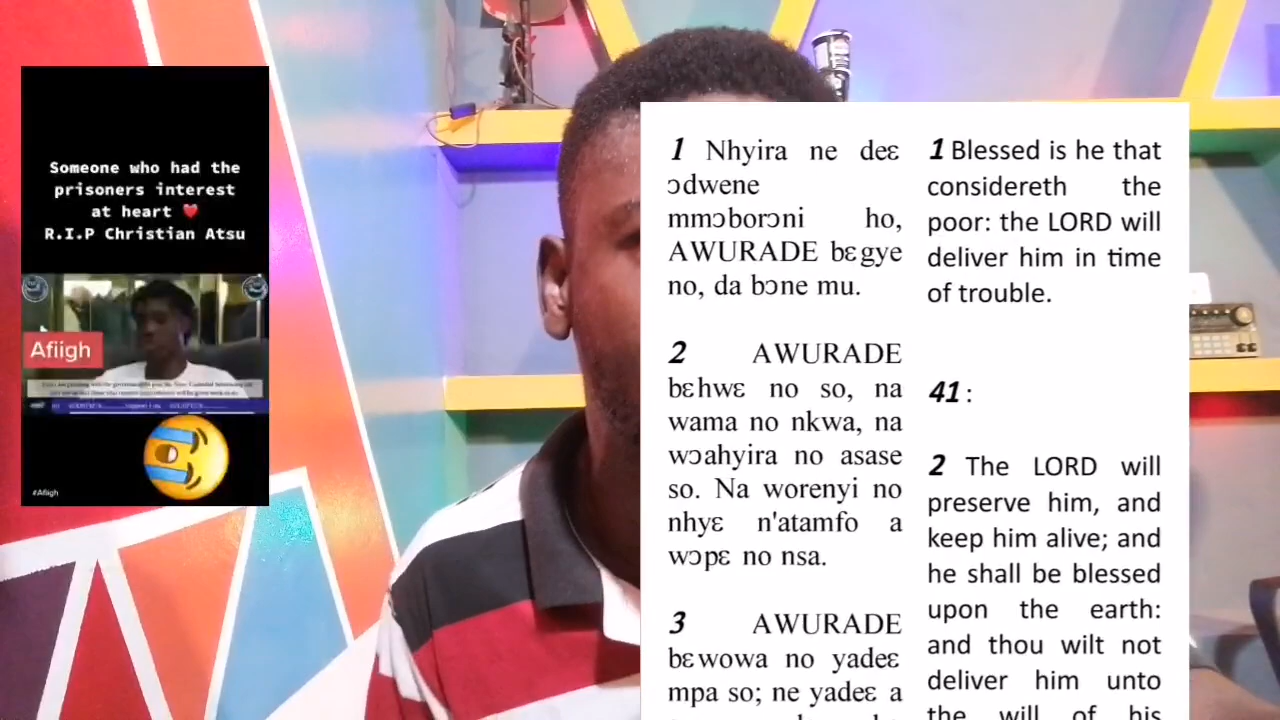 Someone who had the
prisoners interest
at heart ❤️
R.I.P Christian Atsu
Afiigh
#Afiigh
1 Nhyira ne deɛ
ɔdwene
mmɔborɔni ho,
AWURADE bɛgye
no, da bɔne mu.
2 AWURADE
bɛhwɛ no so, na
wama no nkwa, na
wɔahyira no asase
so. Na worenyi no
nhyɛ n'atamfo a
wɔpɛ no nsa.
3 AWURADE
bɛwowa no yadeɛ
mpa so; ne yadeɛ a
1 Blessed is he that
considereth the
poor: the LORD will
deliver him in time
of trouble.
41 :
2 The LORD will
preserve him, and
keep him alive; and
he shall be blessed
upon the earth:
and thou wilt not
deliver him unto
the will of his